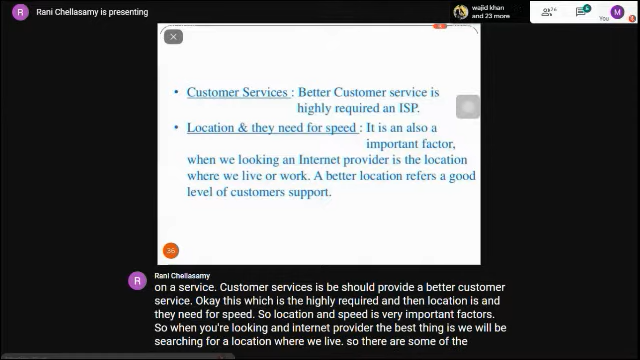 R Rani Chellasamy is presenting
wajid khan
and 23 more
You
M
• Customer Services : Better Customer service is
highly required an ISP.
• Location & they need for speed : It is an also a
important factor,
when we looking an Internet provider is the location
where we live or work. A better location refers a good
level of customers support.
36
Rani Chellasamy
R
on a service. Customer services is be should provide a better customer
service. Okay this which is the highly required and then location is and
they need for speed. So location and speed is very important factors.
So when you're looking and internet provider the best thing is we will be
searching for a location where we live. so there are some of the